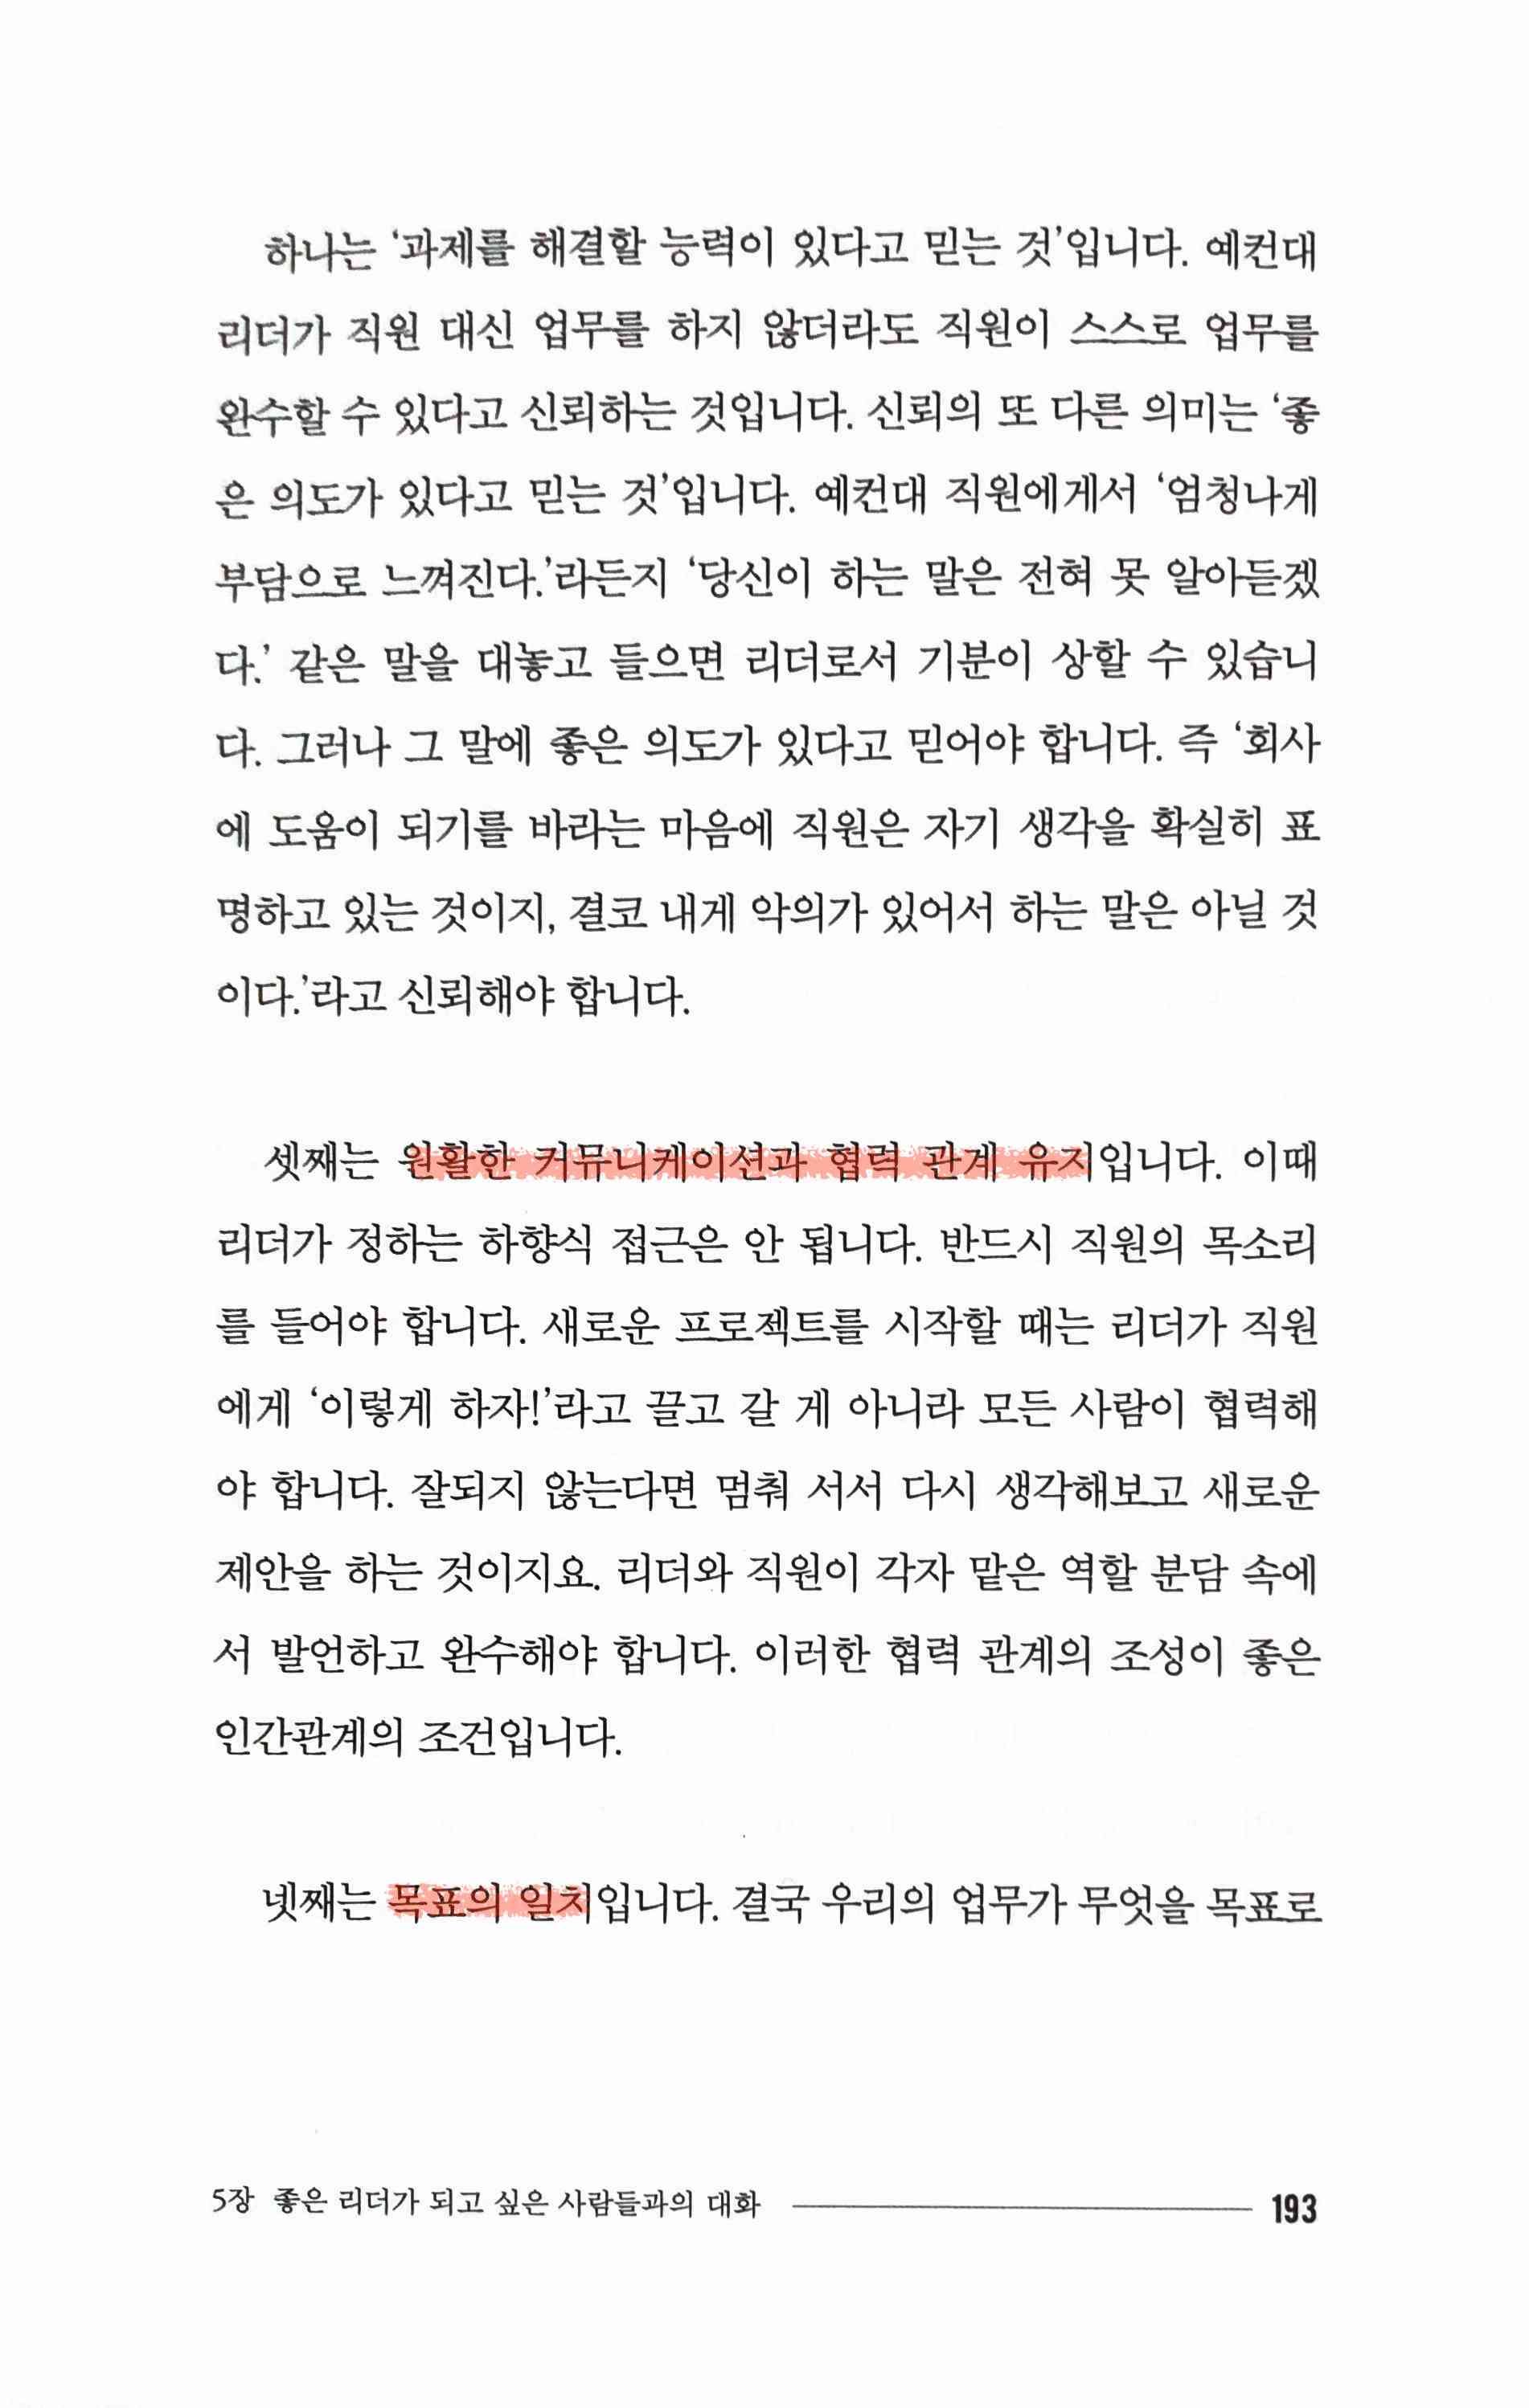 하나는 ‘과제를 해결할 능력이 있다고 믿는 것’입니다. 예컨대
리더가 직원 대신 업무를 하지 않더라도 직원이 스스로 업무를
완수할 수 있다고 신뢰하는 것입니다. 신뢰의 또 다른 의미는 ‘좋
은 의도가 있다고 믿는 것’입니다. 예컨대 직원에게서 ‘엄청나게
부담으로 느껴진다.’라든지 ‘당신이 하는 말은 전혀 못 알아듣겠
다.’ 같은 말을 대놓고 들으면 리더로서 기분이 상할 수 있습니
다. 그러나 그 말에 좋은 의도가 있다고 믿어야 합니다. 즉 ‘회사
에 도움이 되기를 바라는 마음에 직원은 자기 생각을 확실히 표
명하고 있는 것이지, 결코 내게 악의가 있어서 하는 말은 아닐 것
이다.’라고 신뢰해야 합니다.
셋째는 원활한 커뮤니케이션과 협력 관계 유지입니다. 이때
리더가 정하는 하향식 접근은 안 됩니다. 반드시 직원의 목소리
를 들어야 합니다. 새로운 프로젝트를 시작할 때는 리더가 직원
에게 ‘이렇게 하자!’라고 끌고 갈 게 아니라 모든 사람이 협력해
야 합니다. 잘되지 않는다면 멈춰 서서 다시 생각해보고 새로운
제안을 하는 것이지요. 리더와 직원이 각자 맡은 역할 분담 속에
서 발언하고 완수해야 합니다. 이러한 협력 관계의 조성이 좋은
인간관계의 조건입니다.
넷째는 목표의 일치입니다. 결국 우리의 업무가 무엇을 목표로
5장 좋은 리더가 되고 싶은 사람들과의 대화 193